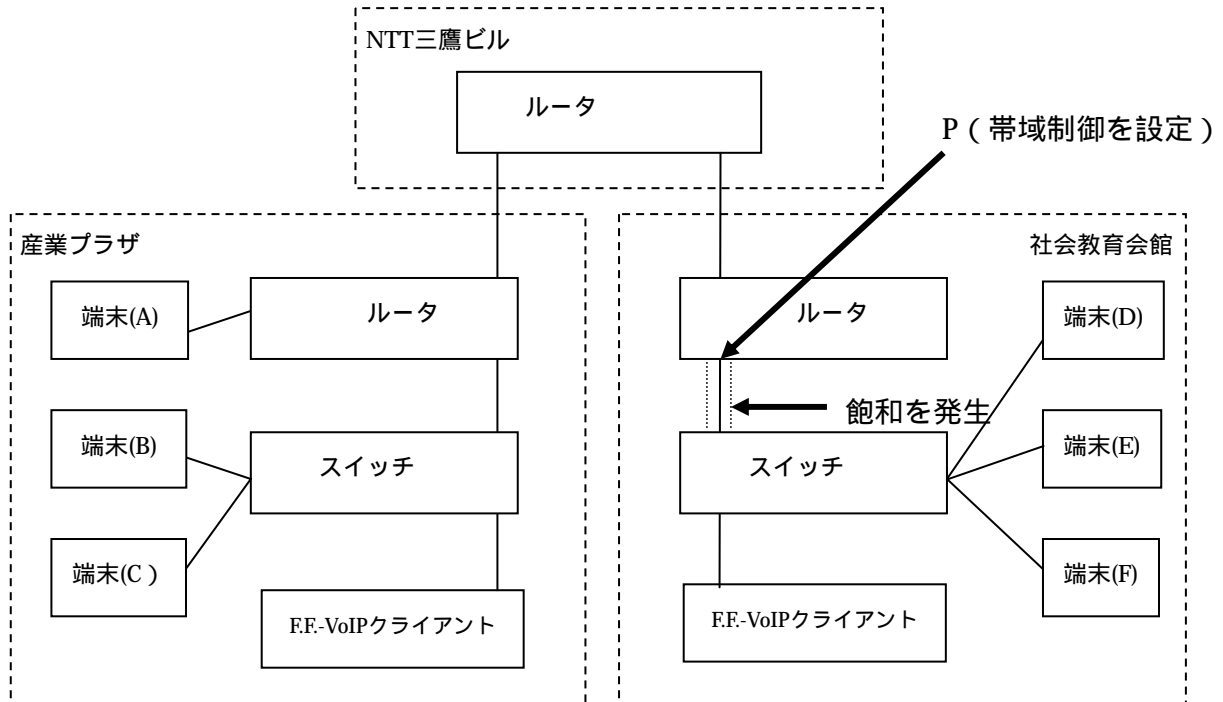 NTT三鷹ビル
ルータ
P（帯域制御を設定）
産業プラザ
社会教育会館
端末(A)
ルータ
ルータ
端末(D)
飽和を発生
端末(B)
スイッチ
スイッチ
端末(E)
端末(C）
端末(F)
F.F.-VoIPクライアント
F.F.-VoIPクライアント